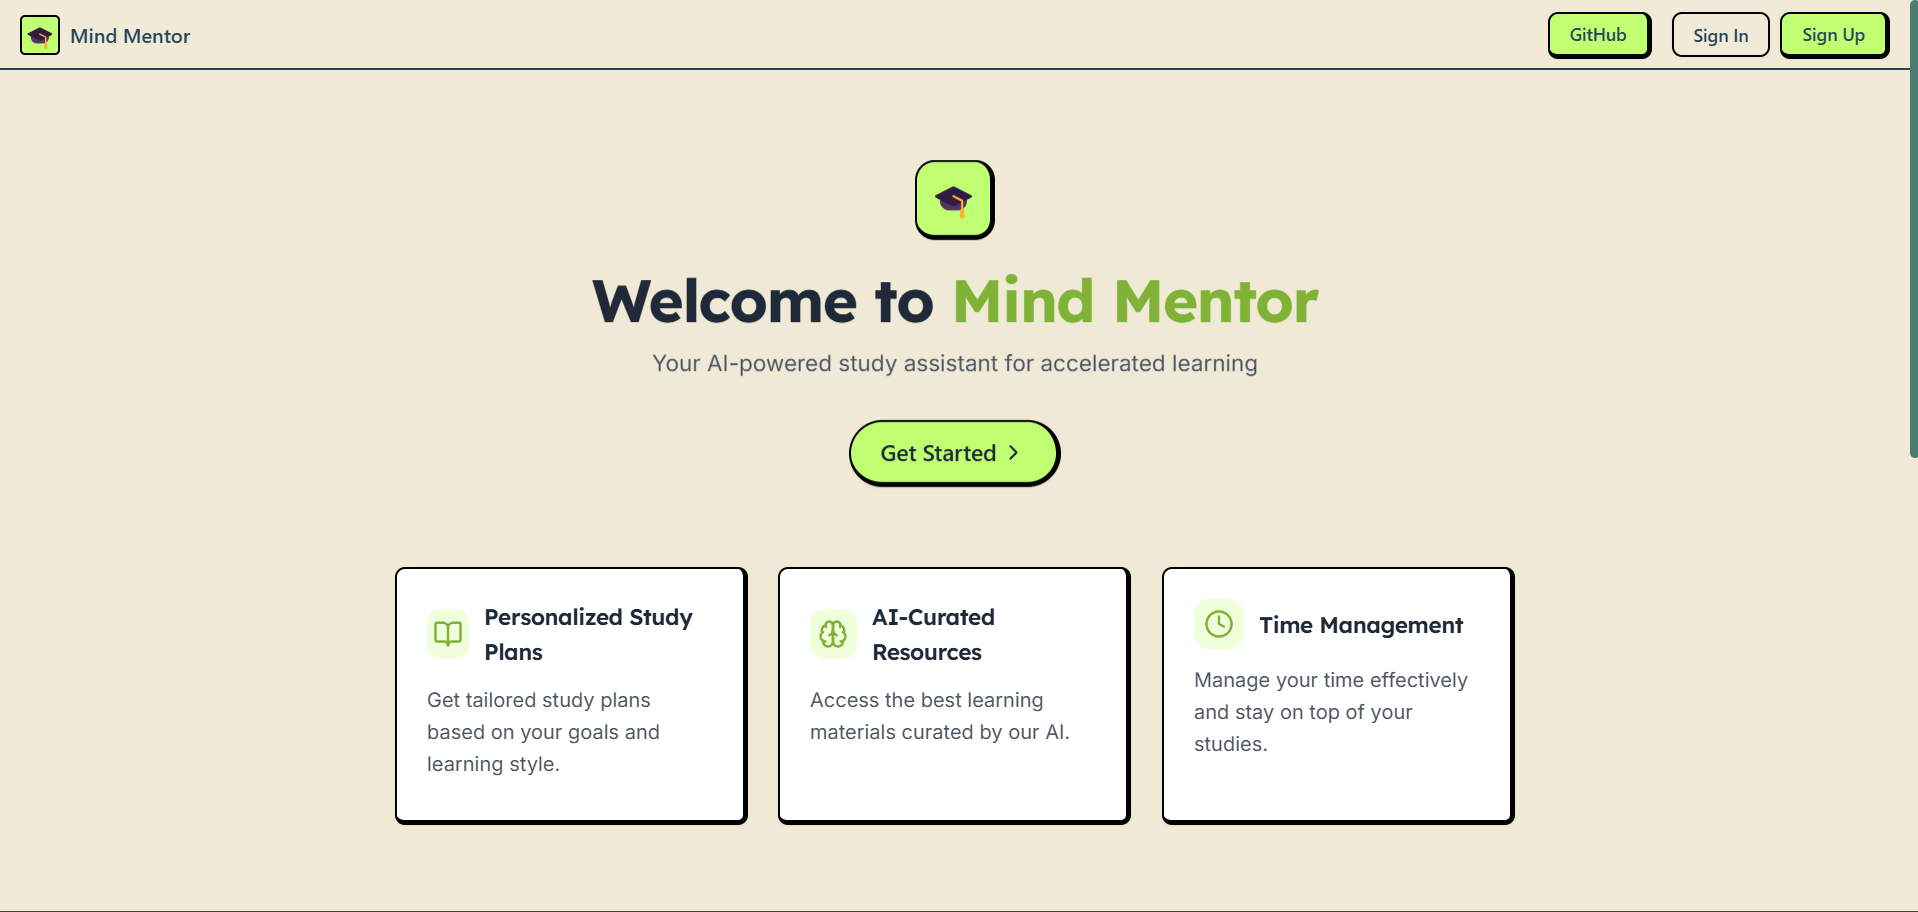 Mind Mentor
GitHub
Sign In
Sign Up
Welcome to Mind Mentor
Your AI-powered study assistant for accelerated learning
Get Started
Personalized Study
Plans
Get tailored study plans
based on your goals and
learning style.
AI-Curated
Resources
Access the best learning
materials curated by our AI.
Time Management
Manage your time effectively
and stay on top of your
studies.